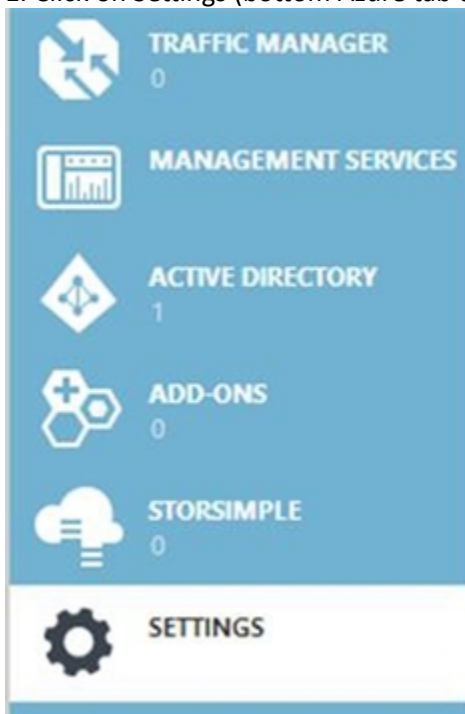 TRAFFIC MANAGER
0
MANAGEMENT SERVICES
ACTIVE DIRECTORY
1
ADD-ONS
0
STORSIMPLE
0
SETTINGS